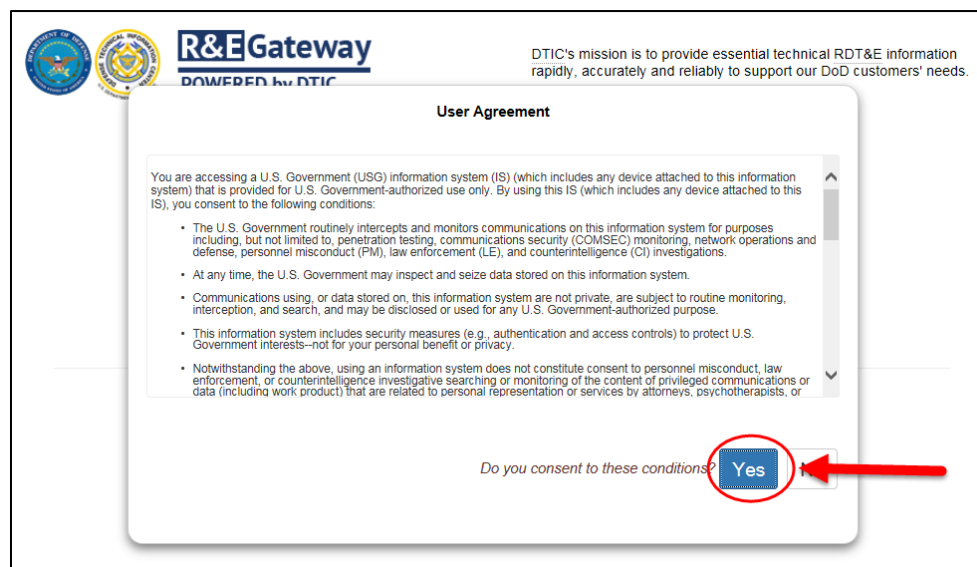 R&E Gateway
POWERED by DTIC
DTIC's mission is to provide essential technical RDT&E information
rapidly, accurately and reliably to support our DoD customers' needs.
User Agreement
You are accessing a U.S. Government (USG) information system (IS) (which includes any device attached to this information
system) that is provided for U.S. Government-authorized use only. By using this IS (which includes any device attached to this
IS), you consent to the following conditions:
• The U.S. Government routinely intercepts and monitors communications on this information system for purposes
including, but not limited to, penetration testing, communications security (COMSEC) monitoring, network operations and
defense, personnel misconduct (PM), law enforcement (LE), and counterintelligence (CI) investigations.
• At any time, the U.S. Government may inspect and seize data stored on this information system.
• Communications using, or data stored on, this information system are not private, are subject to routine monitoring,
interception, and search, and may be disclosed or used for any U.S. Government-authorized purpose.
• This information system includes security measures (e.g., authentication and access controls) to protect U.S.
Government interests--not for your personal benefit or privacy.
• Notwithstanding the above, using an information system does not constitute consent to personnel misconduct, law
enforcement, or counterintelligence investigative searching or monitoring of the content of privileged communications or
data (including work product) that are related to personal representation or services by attorneys, psychotherapists, or
Do you consent to these conditions? Yes